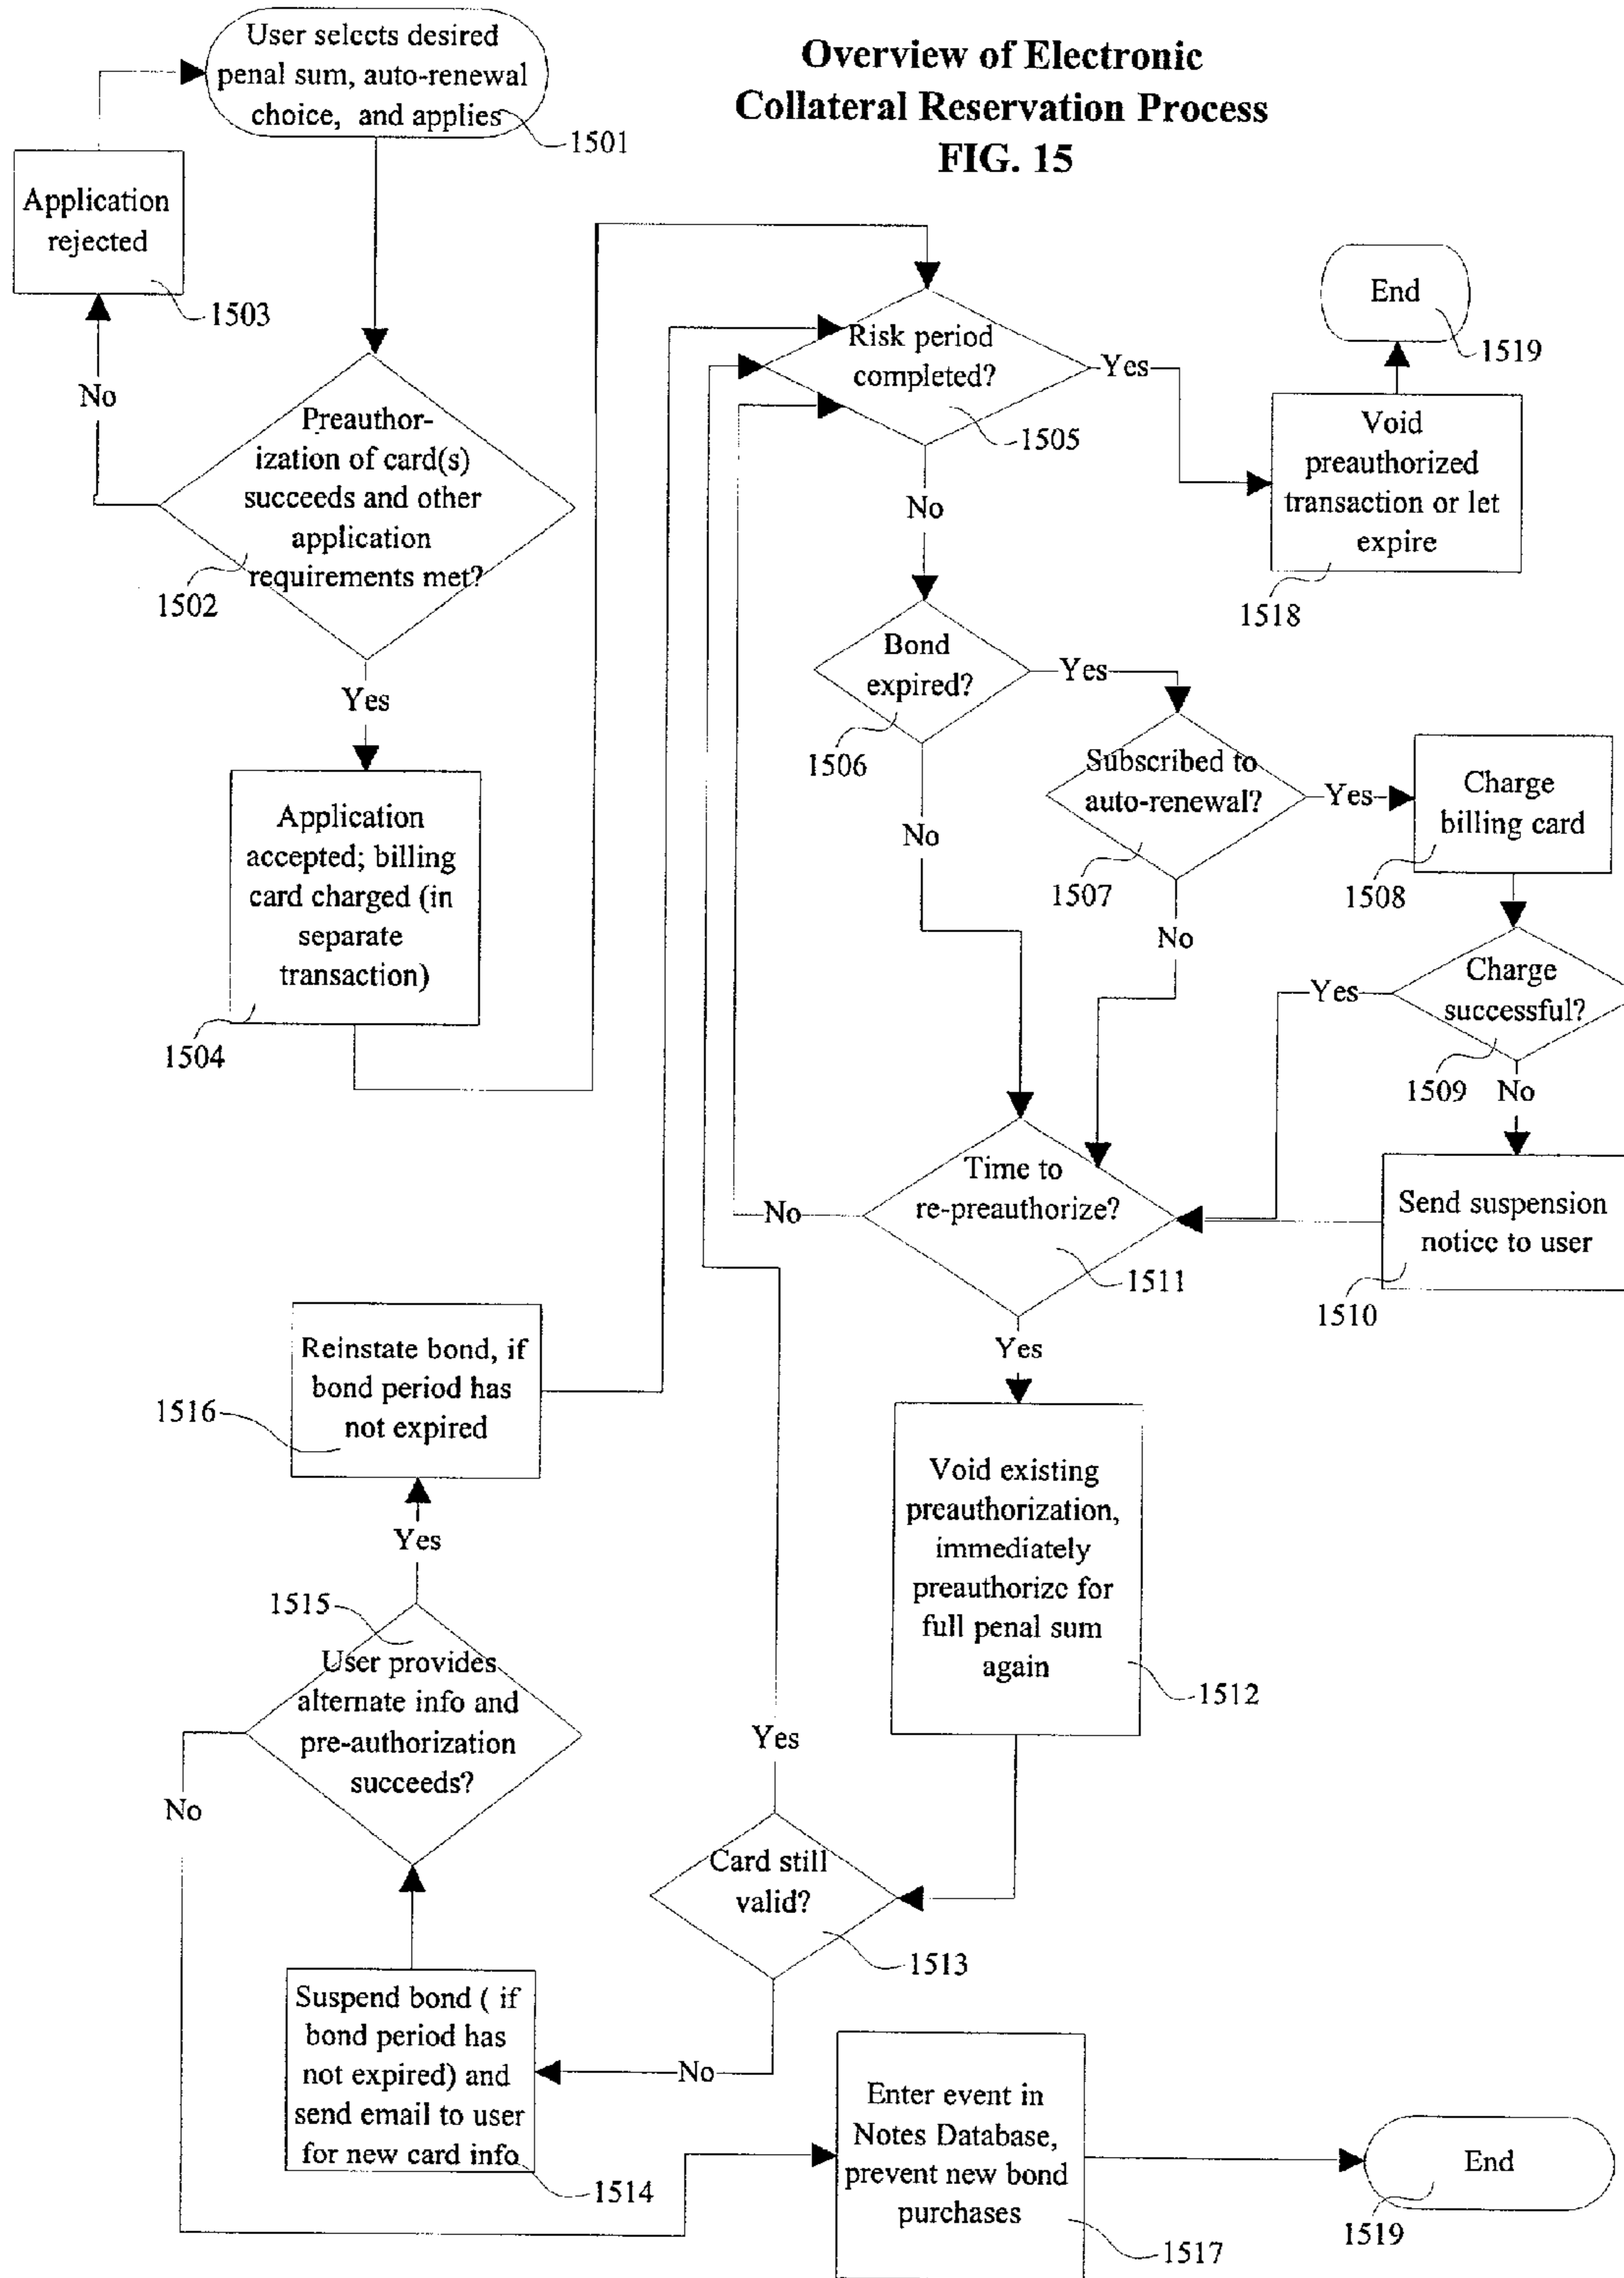 Overview of Electronic
Collateral Reservation Process
FIG. 15
User selects desired
penal sum, auto-renewal
choice, and applies
1501
Application
rejected
1503
No
Preauthor-
ization of card(s)
succeeds and other
application
requirements met?
1502
Yes
Application
accepted; billing
card charged (in
separate
transaction)
1504
Risk period
completed?
1505
Yes
No
End
1519
Void
preauthorized
transaction or let
expire
1518
Bond
expired?
1506
Yes
No
Subscribed to
auto-renewal?
1507
Yes
No
Charge
billing card
1508
Charge
successful?
1509
Yes
No
Send suspension
notice to user
1510
Time to
re-preauthorize?
1511
No
Yes
Void existing
preauthorization,
immediately
preauthorize for
full penal sum
again
1512
Card still
valid?
1513
Yes
No
Suspend bond ( if
bond period has
not expired) and
send email to user
for new card info
1514
1515
User provides
alternate info and
pre-authorization
succeeds?
Yes
No
Reinstate bond, if
bond period has
not expired
1516
Enter event in
Notes Database,
prevent new bond
purchases
1517
End
1519